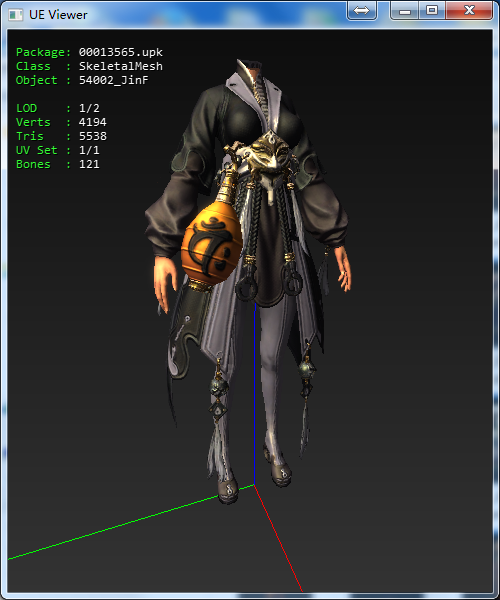 UE Viewer
Package: 00013565.upk
Class : SkeletalMesh
Object : 54002_JinF
LOD : 1/2
Verts : 4194
Tris : 5538
UV Set : 1/1
Bones : 121